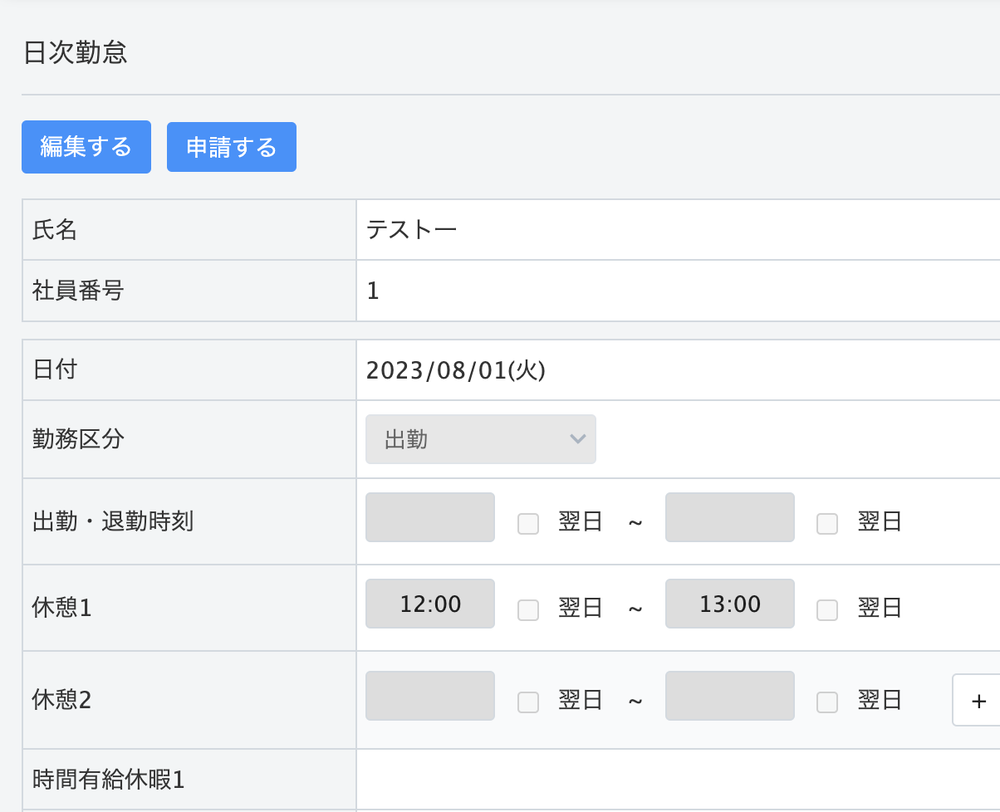 日次勤怠
編集する 申請する
氏名 テスト一
社員番号 1
日付 2023/08/01(火)
勤務区分 出勤
出勤・退勤時刻 翌日 ~ 翌日
休憩1 12:00 翌日 ~ 13:00 翌日
休憩2 翌日 ~ 翌日 +
時間有給休暇1